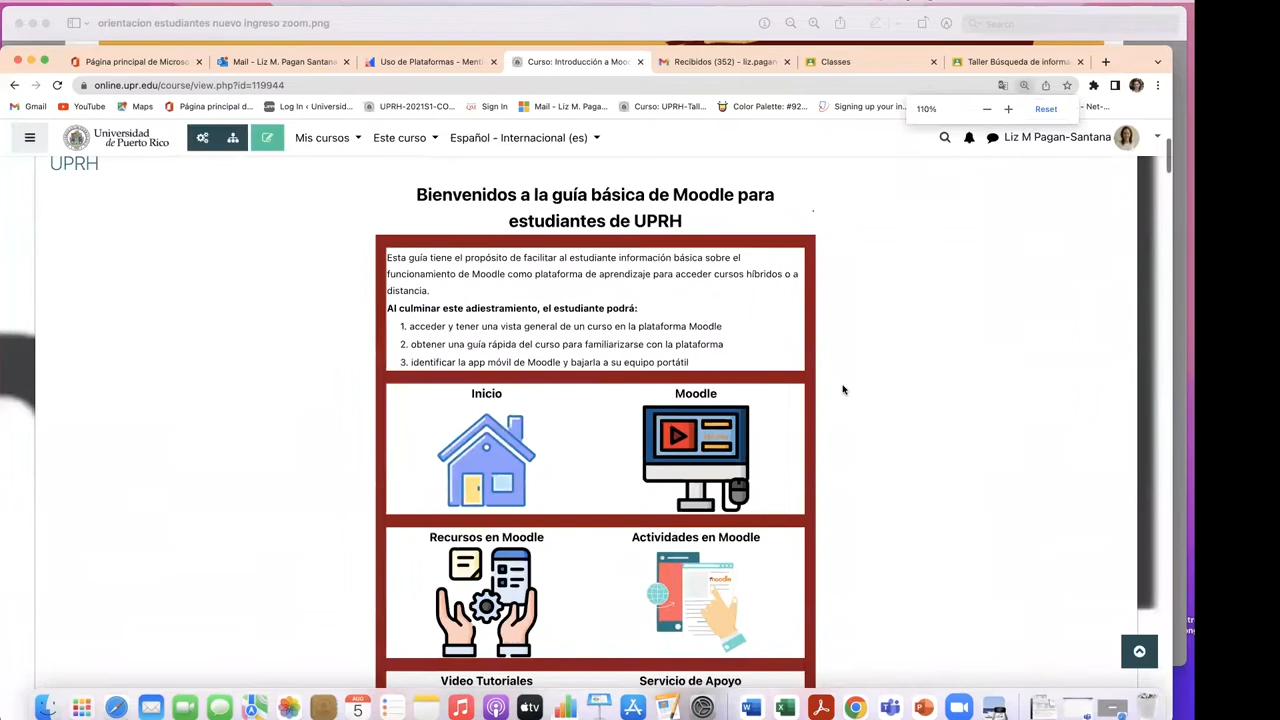 orientacion estudiantes nuevo ingreso zoom.png
Search
Página principal de Microso
Mail - Liz M. Pagan Santana
Uso de Plataformas - Menti
Curso: Introducción a Moo
Recibidos (352) - liz.pagan
Classes
Taller Búsqueda de informa
online.upr.edu/course/view.php?id=119944
Gmail
YouTube
Maps
Página principal d...
Log In ‹ Universid...
UPRH-2021S1-CO...
Sign In
Mail - Liz M. Paga...
Curso: UPRH-Tall...
Color Palette: #92...
Signing up your in...
- Net-...
110%
Reset
Universidad
de Puerto Rico
Mis cursos
Este curso
Español - Internacional (es)
Liz M Pagan-Santana
UPRH
Bienvenidos a la guía básica de Moodle para
estudiantes de UPRH
Esta guía tiene el propósito de facilitar al estudiante información básica sobre el
funcionamiento de Moodle como plataforma de aprendizaje para acceder cursos híbridos o a
distancia.
Al culminar este adiestramiento, el estudiante podrá:
1. acceder y tener una vista general de un curso en la plataforma Moodle
2. obtener una guía rápida del curso para familiarizarse con la plataforma
3. identificar la app móvil de Moodle y bajarla a su equipo portátil
Inicio
Moodle
Recursos en Moodle
Actividades en Moodle
moodle
Video Tutoriales
Servicio de Apoyo
AUG
5
tv